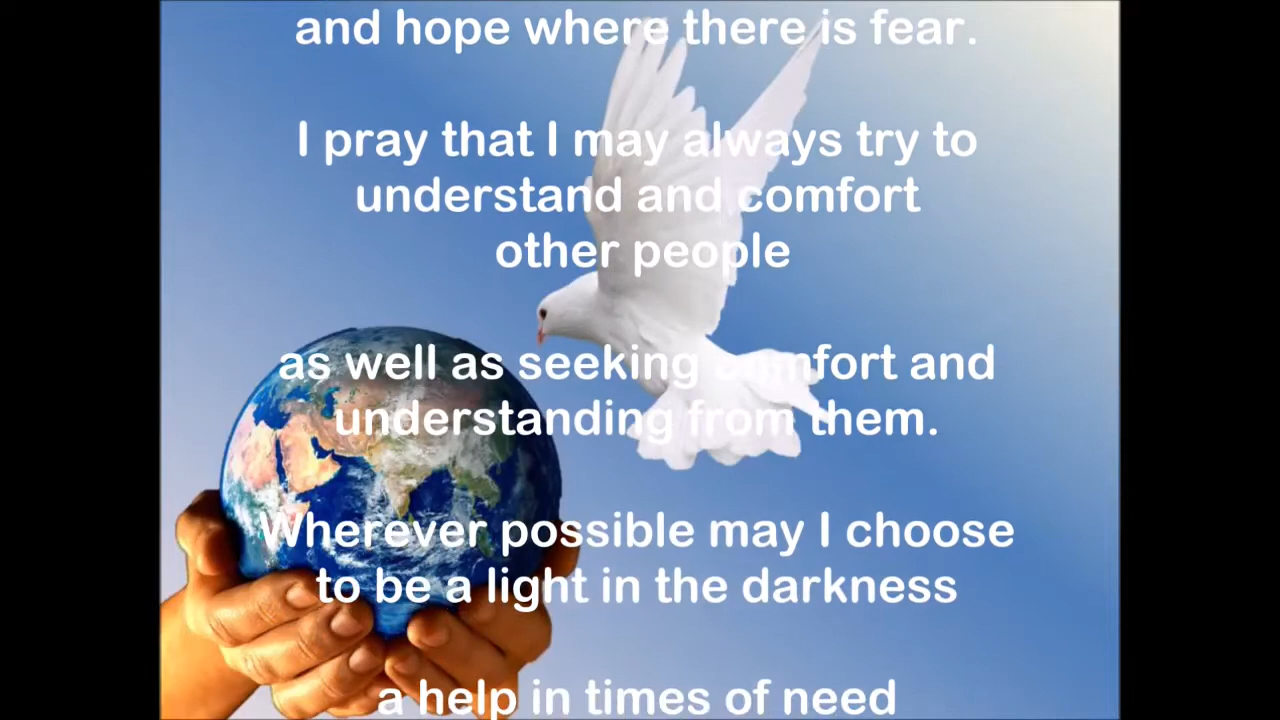 and hope where there is fear.
I pray that I may always try to
understand and comfort
other people
as well as seeking comfort and
understanding from them.
Wherever possible may I choose
to be a light in the darkness
a help in times of need